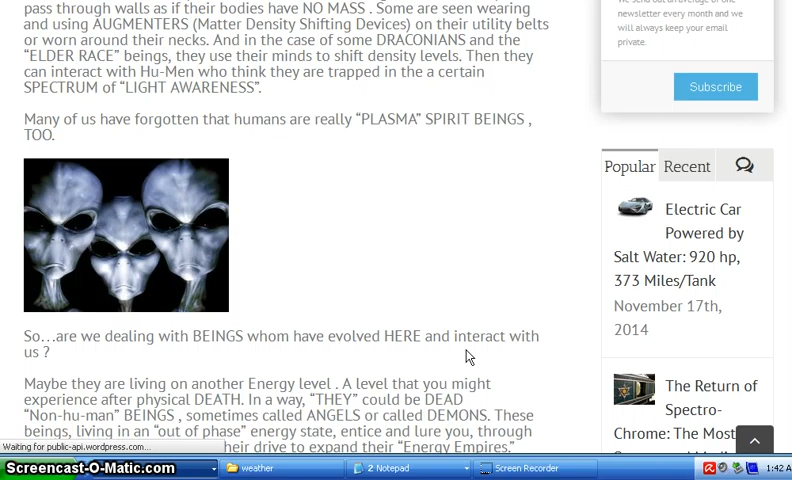 pass through walls as if their bodies have NO MASS . Some are seen wearing
and using AUGMENTERS (Matter Density Shifting Devices) on their utility belts
or worn around their necks. And in the case of some DRACONIANS and the
“ELDER RACE” beings, they use their minds to shift density levels. Then they
can interact with Hu-Men who think they are trapped in the a certain
SPECTRUM of “LIGHT AWARENESS”.
Many of us have forgotten that humans are really “PLASMA” SPIRIT BEINGS ,
TOO.
So…are we dealing with BEINGS whom have evolved HERE and interact with
us ?
Maybe they are living on another Energy level . A level that you might
experience after physical DEATH. In a way, “THEY” could be DEAD
“Non-hu-man” BEINGS , sometimes called ANGELS or called DEMONS. These
beings, living in an “out of phase” energy state, entice and lure you, through
heir drive to expand their “Energy Empires.”
Waiting for public-api.wordpress.com...
newsletter every month and we
will always keep your email
private.
Subscribe
Popular Recent
Electric Car
Powered by
Salt Water: 920 hp,
373 Miles/Tank
November 17th,
2014
The Return of
Spectro-
Chrome: The Most
Screencast-O-Matic.com
weather
2 Notepad
Screen Recorder
1:42 A